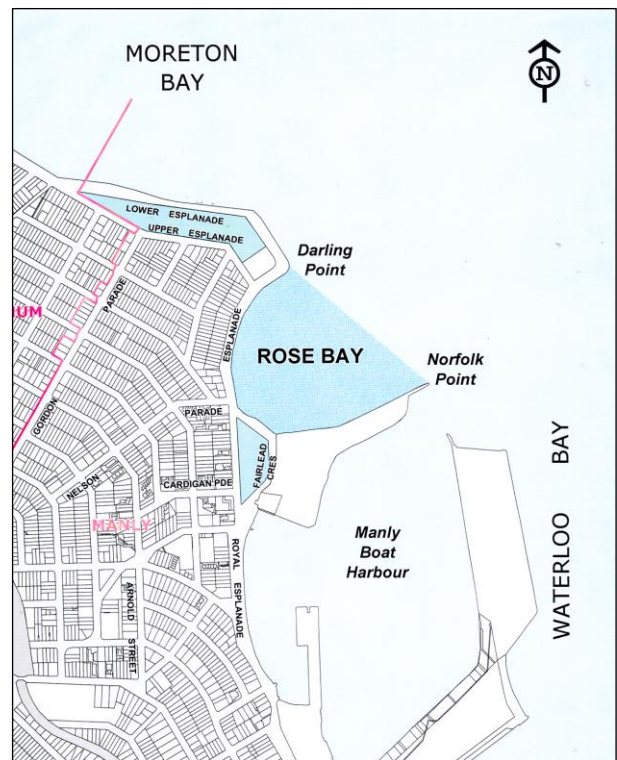 MORETON
BAY
N
LOWER ESPLANADE
UPPER ESPLANADE
Darling
Point
PARADE
UM
ESPLANADE
ROSE BAY
Norfolk
Point
GORDON
PARADE
NELSON
CARDIGAN PDE
FAIRLEAD
CRES
MANLY
Manly
Boat
Harbour
WATERLOO BAY
ROYAL ESPLANADE
ARNOLD
STREET